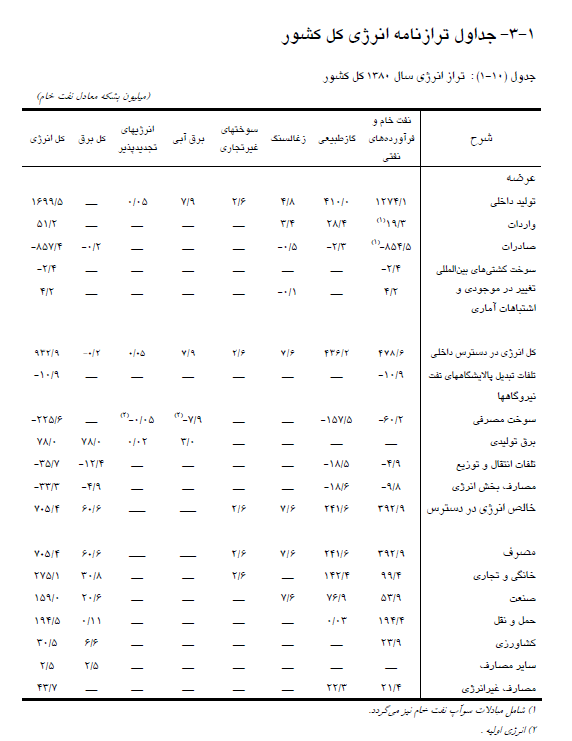 ۱-۳- جداول ترازنامه انرژی کل کشور
جدول (۱۰-۱): تراز انرژی سال ۱۳۸۰ کل کشور
(میلیون بشکه معادل نفت خام)
شرح نفت خام و فرآورده‌های نفتی گازطبیعی زغالسنگ سوختهای غیرتجاری برق آبی انرژیهای تجدیدپذیر کل برق کل انرژی
عرضه
تولید داخلی ۱۲۷۴/۱ ۴۱۰/۰ ۴/۸ ۲/۶ ۷/۹ ۰/۰۵ — ۱۶۹۹/۵
واردات ۱۹/۳(۱) ۲۸/۴ ۳/۴ — — — — ۵۱/۲
صادرات -۸۵۴/۵(۱) -۲/۳ -۰/۵ — — — -۰/۲ -۸۵۷/۴
سوخت کشتی‌های بین‌المللی -۲/۴ — — — — — — -۲/۴
تغییر در موجودی و ۴/۲ — -۰/۱ — — — — ۴/۲
اشتباهات آماری
کل انرژی در دسترس داخلی ۴۷۸/۶ ۴۳۶/۲ ۷/۶ ۲/۶ ۷/۹ ۰/۰۵ -۰/۲ ۹۳۲/۹
تلفات تبدیل پالایشگاههای نفت -۱۰/۹ — — — — — — -۱۰/۹
نیروگاهها
سوخت مصرفی -۶۰/۲ -۱۵۷/۵ — — -۷/۹(۲) -۰/۰۵(۲) — -۲۲۵/۶
برق تولیدی — — — — ۳/۰ ۰/۰۲ ۷۸/۰ ۷۸/۰
تلفات انتقال و توزیع -۴/۹ -۱۸/۵ — — — — -۱۲/۴ -۳۵/۷
مصارف بخش انرژی -۹/۸ -۱۸/۶ — — — — -۴/۹ -۳۳/۳
خالص انرژی در دسترس ۳۹۲/۹ ۲۴۱/۶ ۷/۶ ۲/۶ — — ۶۰/۶ ۷۰۵/۴
مصرف ۳۹۲/۹ ۲۴۱/۶ ۷/۶ ۲/۶ — — ۶۰/۶ ۷۰۵/۴
خانگی و تجاری ۹۹/۴ ۱۴۲/۴ — ۲/۶ — — ۳۰/۸ ۲۷۵/۱
صنعت ۵۳/۹ ۷۶/۹ ۷/۶ — — — ۲۰/۶ ۱۵۹/۰
حمل و نقل ۱۹۴/۴ ۰/۰۳ — — — — ۰/۱۱ ۱۹۴/۵
کشاورزی ۲۳/۹ — — — — ۶/۶ ۳۰/۵
سایر مصارف — — — — — — ۲/۵ ۲/۵
مصارف غیرانرژی ۲۱/۴ ۲۲/۳ — — — — — ۴۳/۷
۱) شامل مبادلات سوآپ نفت خام نیز می‌گردد.
۲) انرژی اولیه .